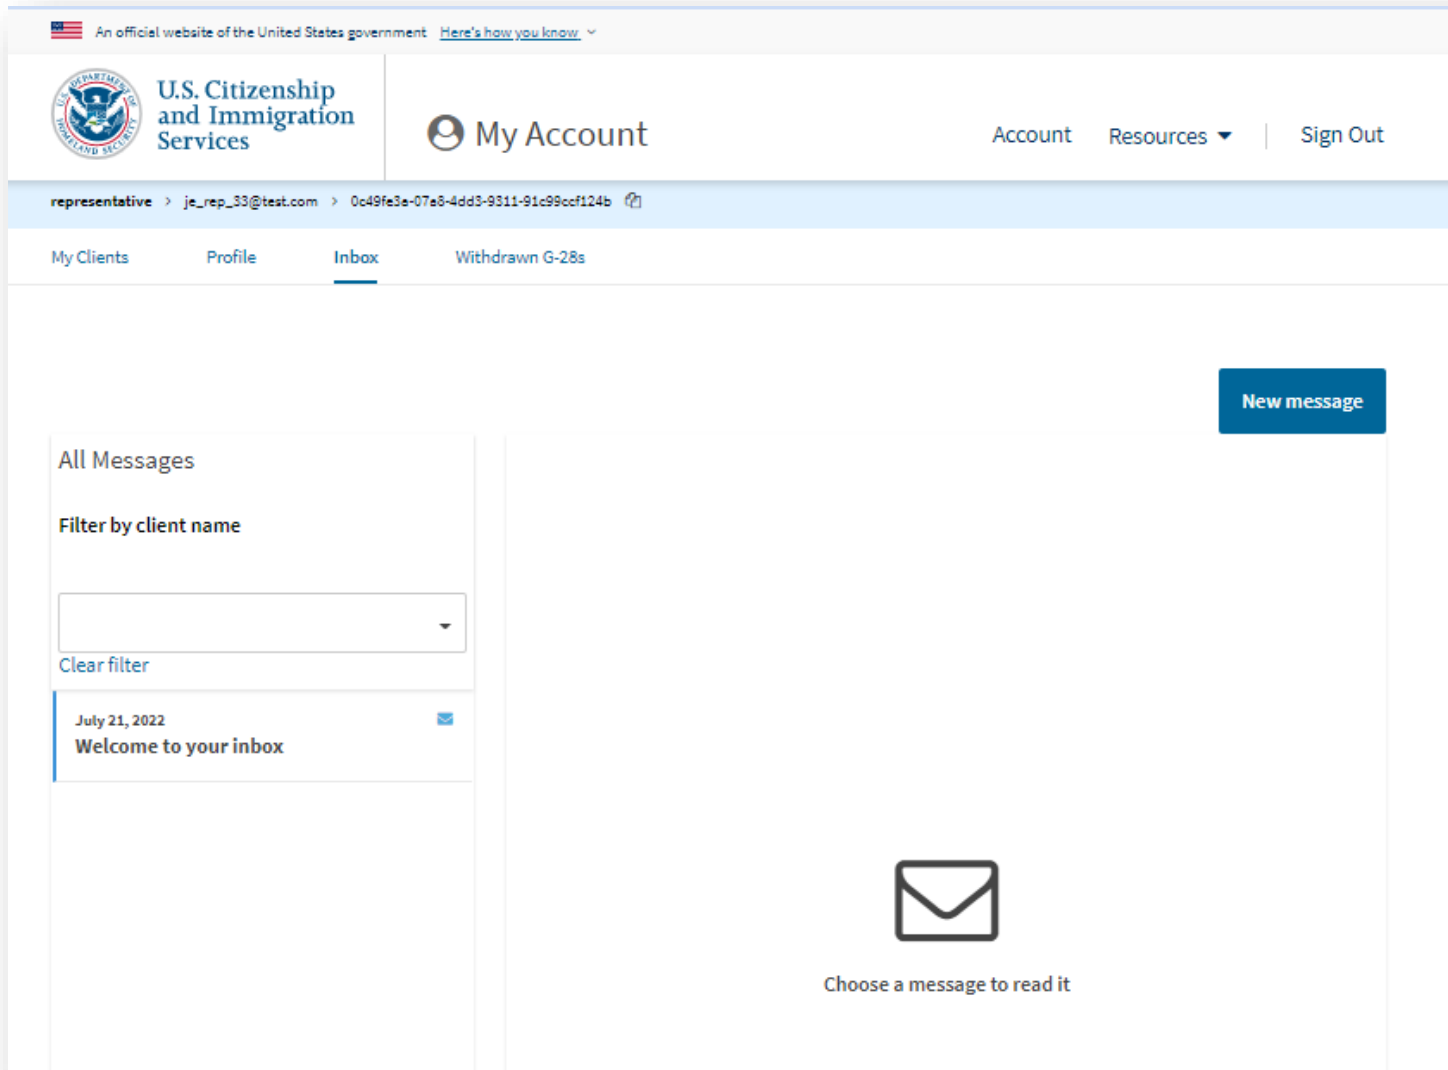 An official website of the United States government Here's how you know
U.S. Citizenship
and Immigration
Services
My Account
Account Resources Sign Out
representative > je_rep_33@test.com > 0c49fe3a-07a8-4dd3-9311-91c99ccf124b
My Clients Profile Inbox Withdrawn G-28s
New message
All Messages
Filter by client name
Clear filter
July 21, 2022
Welcome to your inbox
Choose a message to read it